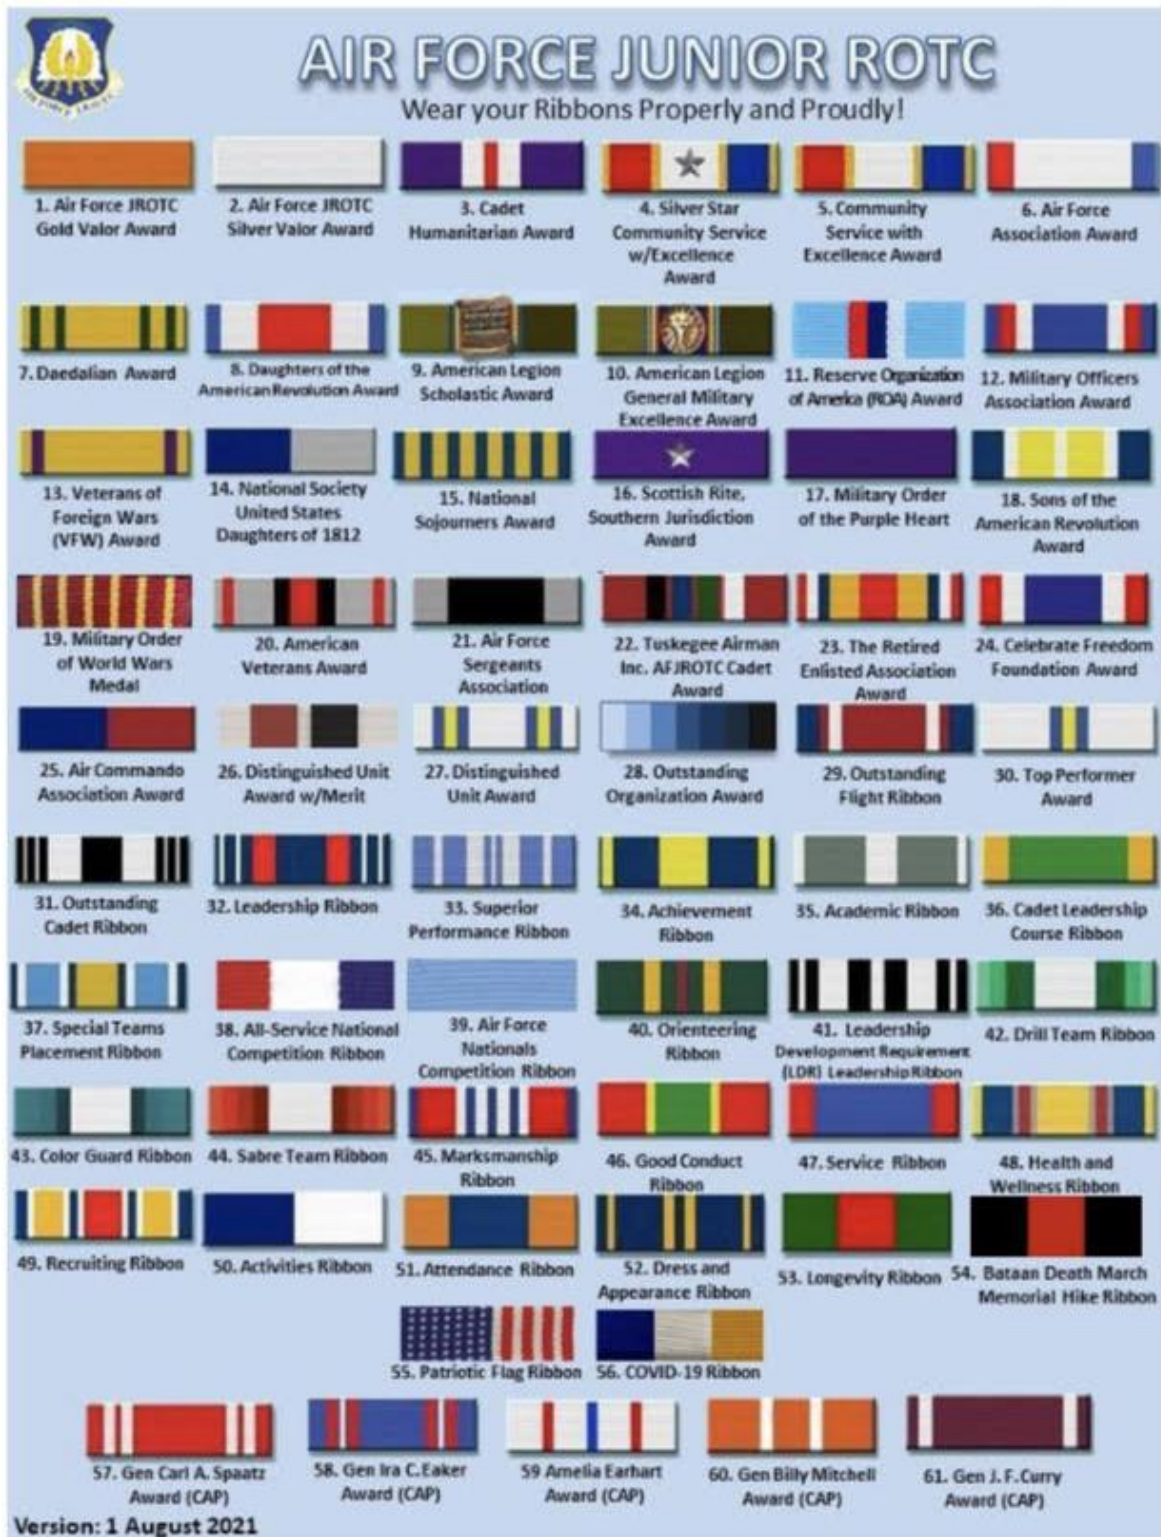 AIR FORCE JUNIOR ROTC
Wear your Ribbons Properly and Proudly!
1. Air Force JROTC
Gold Valor Award
2. Air Force JROTC
Silver Valor Award
3. Cadet
Humanitarian Award
4. Silver Star
Community Service
w/Excellence
Award
5. Community
Service with
Excellence Award
6. Air Force
Association Award
7. Daedalian Award
8. Daughters of the
American Revolution Award
9. American Legion
Scholastic Award
10. American Legion
General Military
Excellence Award
11. Reserve Organization
of America (ROA) Award
12. Military Officers
Association Award
13. Veterans of
Foreign Wars
(VFW) Award
14. National Society
United States
Daughters of 1812
15. National
Sojourners Award
16. Scottish Rite,
Southern Jurisdiction
Award
17. Military Order
of the Purple Heart
18. Sons of the
American Revolution
Award
19. Military Order
of World Wars
Medal
20. American
Veterans Award
21. Air Force
Sergeants
Association
22. Tuskegee Airman
Inc. AFJROTC Cadet
Award
23. The Retired
Enlisted Association
Award
24. Celebrate Freedom
Foundation Award
25. Air Commando
Association Award
26. Distinguished Unit
Award w/Merit
27. Distinguished
Unit Award
28. Outstanding
Organization Award
29. Outstanding
Flight Ribbon
30. Top Performer
Award
31. Outstanding
Cadet Ribbon
32. Leadership Ribbon
33. Superior
Performance Ribbon
34. Achievement
Ribbon
35. Academic Ribbon
36. Cadet Leadership
Course Ribbon
37. Special Teams
Placement Ribbon
38. All-Service National
Competition Ribbon
39. Air Force
Nationals
Competition Ribbon
40. Orienteering
Ribbon
41. Leadership
Development Requirement
(LDR) Leadership Ribbon
42. Drill Team Ribbon
43. Color Guard Ribbon
44. Sabre Team Ribbon
45. Marksmanship
Ribbon
46. Good Conduct
Ribbon
47. Service Ribbon
48. Health and
Wellness Ribbon
49. Recruiting Ribbon
50. Activities Ribbon
51. Attendance Ribbon
52. Dress and
Appearance Ribbon
53. Longevity Ribbon
54. Bataan Death March
Memorial Hike Ribbon
55. Patriotic Flag Ribbon
56. COVID-19 Ribbon
57. Gen Carl A. Spaatz
Award (CAP)
58. Gen Ira C. Eaker
Award (CAP)
59 Amelia Earhart
Award (CAP)
60. Gen Billy Mitchell
Award (CAP)
61. Gen J. F. Curry
Award (CAP)
Version: 1 August 2021